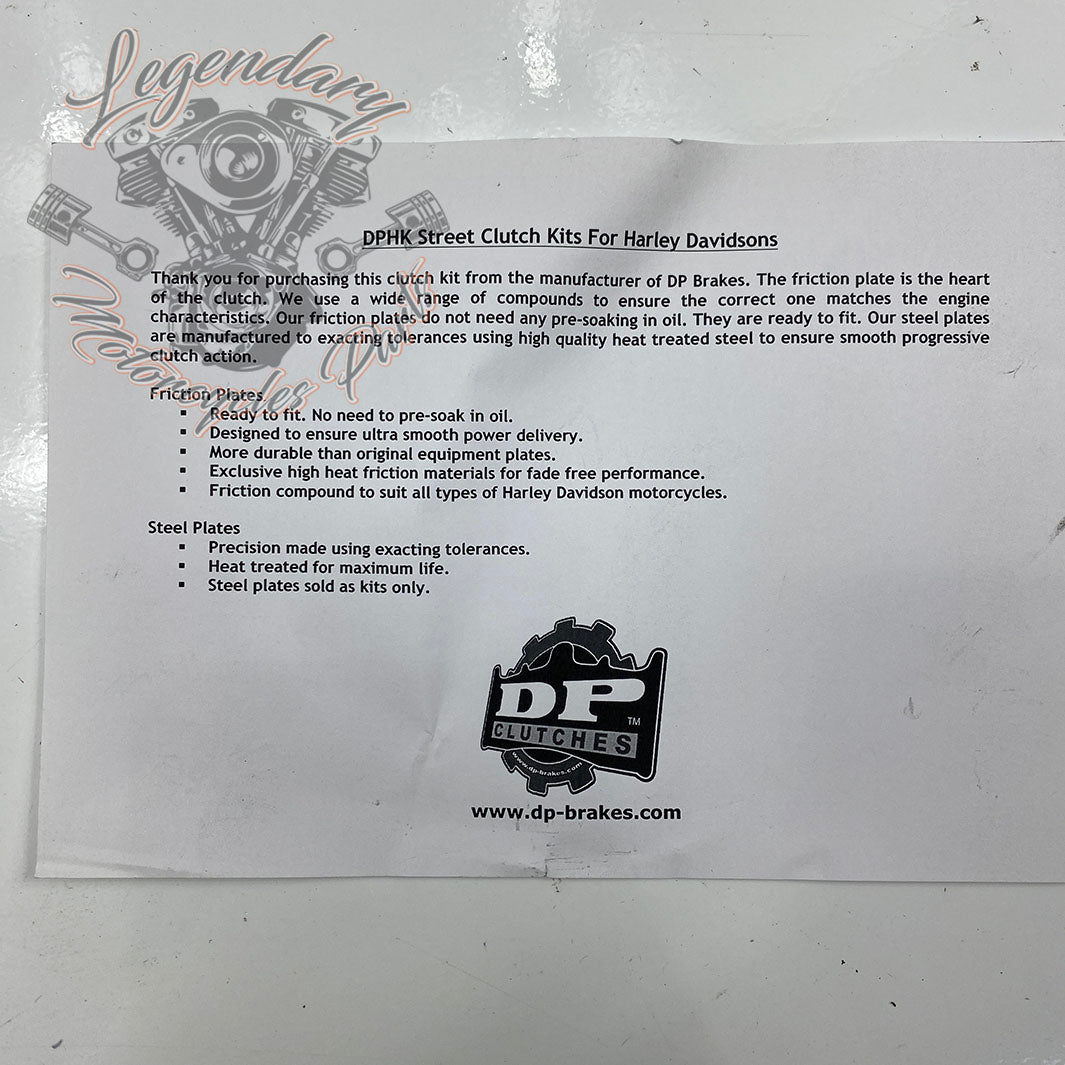 Legendary
Motorcycles Parts
DPHK Street Clutch Kits For Harley Davidsons
Thank you for purchasing this clutch kit from the manufacturer of DP Brakes. The friction plate is the heart
of the clutch. We use a wide range of compounds to ensure the correct one matches the engine
characteristics. Our friction plates do not need any pre-soaking in oil. They are ready to fit. Our steel plates
are manufactured to exacting tolerances using high quality heat treated steel to ensure smooth progressive
clutch action.
Friction Plates
▪ Ready to fit. No need to pre-soak in oil.
▪ Designed to ensure ultra smooth power delivery.
▪ More durable than original equipment plates.
▪ Exclusive high heat friction materials for fade free performance.
▪ Friction compound to suit all types of Harley Davidson motorcycles.
Steel Plates
▪ Precision made using exacting tolerances.
▪ Heat treated for maximum life.
▪ Steel plates sold as kits only.
DP TM
CLUTCHES
www.dp-brakes.com
www.dp-brakes.com